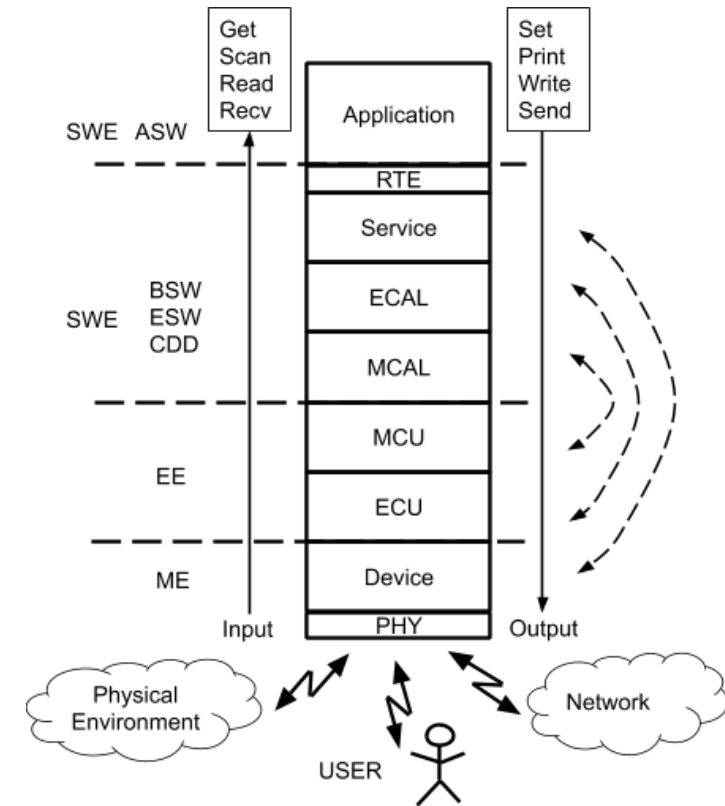 Get
Scan
Read
Recv
Set
Print
Write
Send
Application
SWE ASW
RTE
Service
ECAL
BSW
SWE ESW
CDD
MCAL
MCU
EE
ECU
ME
Device
Input
PHY
Output
Physical
Environment
Network
USER